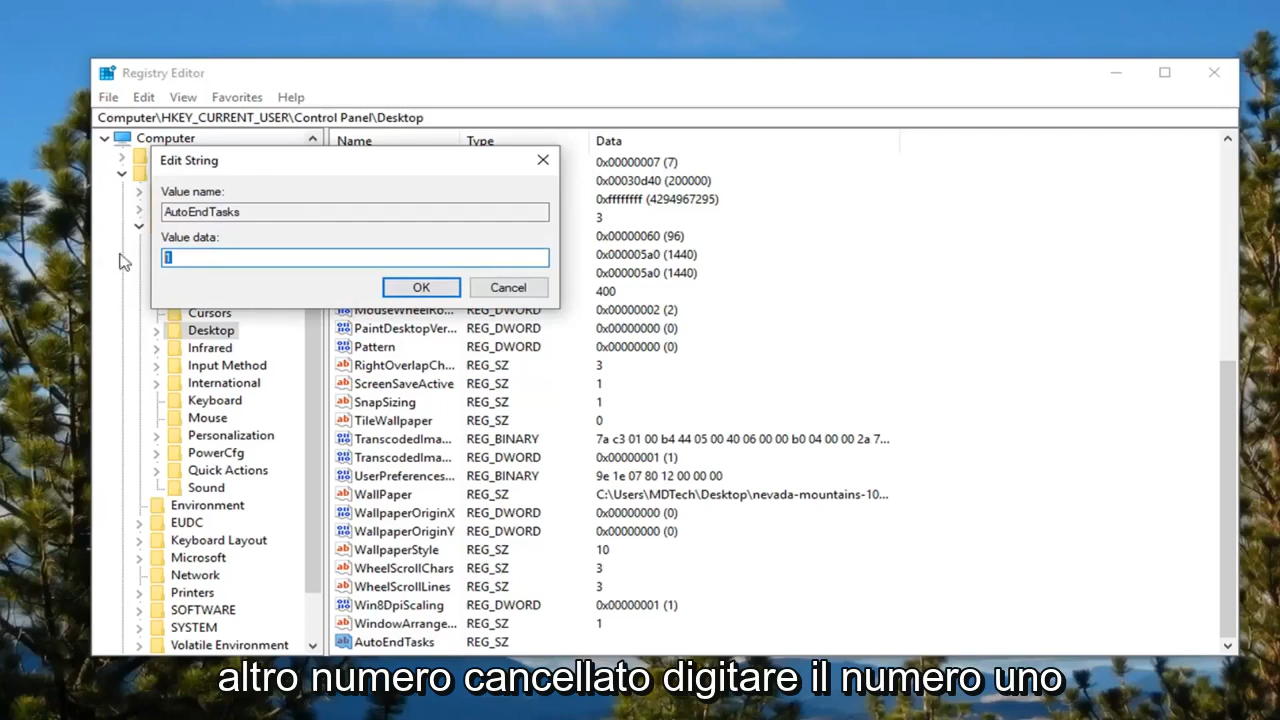 Registry Editor
File Edit View Favorites Help
Computer\HKEY_CURRENT_USER\Control Panel\Desktop
Computer
Name Type Data
Edit String
Value name:
AutoEndTasks
Value data:
1
OK Cancel
0x00000007 (7)
0x00030d40 (200000)
0xffffffff (4294967295)
3
0x00000060 (96)
0x000005a0 (1440)
0x000005a0 (1440)
400
Cursors
Desktop
Infrared
Input Method
International
Keyboard
Mouse
Personalization
PowerCfg
Quick Actions
Sound
Environment
EUDC
Keyboard Layout
Microsoft
Network
Printers
SOFTWARE
SYSTEM
Volatile Environment
MouseWheelRo... REG_DWORD 0x00000002 (2)
PaintDesktopVer... REG_DWORD 0x00000000 (0)
Pattern REG_DWORD 0x00000000 (0)
RightOverlapCh... REG_SZ 3
ScreenSaveActive REG_SZ 1
SnapSizing REG_SZ 1
TileWallpaper REG_SZ 0
TranscodedIma... REG_BINARY 7a c3 01 00 b4 44 05 00 40 06 00 00 b0 04 00 00 2a 7...
TranscodedIma... REG_DWORD 0x00000001 (1)
UserPreferences... REG_BINARY 9e 1e 07 80 12 00 00 00
WallPaper REG_SZ C:\Users\MDTech\Desktop\nevada-mountains-10...
WallpaperOriginX REG_DWORD 0x00000000 (0)
WallpaperOriginY REG_DWORD 0x00000000 (0)
WallpaperStyle REG_SZ 10
WheelScrollChars REG_SZ 3
WheelScrollLines REG_SZ 3
Win8DpiScaling REG_DWORD 0x00000001 (1)
WindowArrange... REG_SZ 1
AutoEndTasks REG_SZ
altro numero cancellato digitare il numero uno